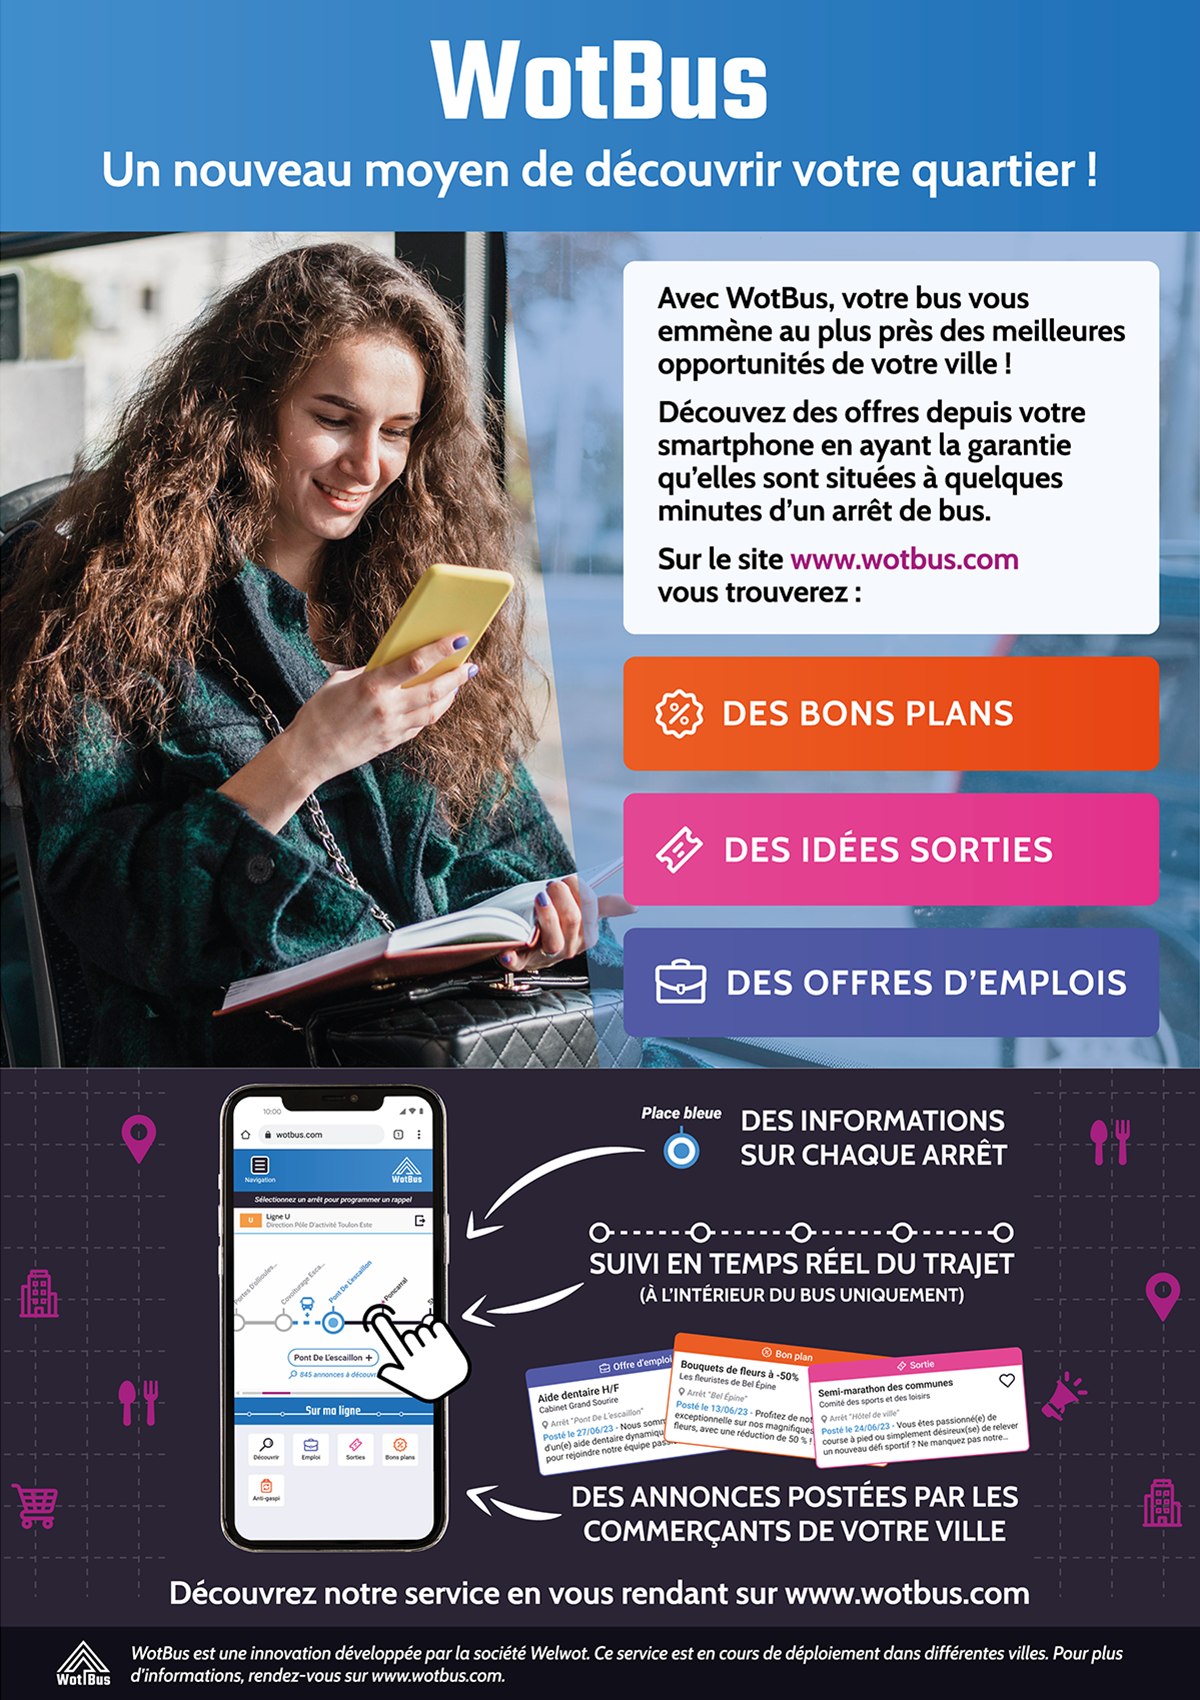 WotBus
Un nouveau moyen de découvrir votre quartier !
Avec WotBus, votre bus vous
emmène au plus près des meilleures
opportunités de votre ville !
Découvez des offres depuis votre
smartphone en ayant la garantie
qu'elles sont situées à quelques
minutes d'un arrêt de bus.
Sur le site www.wotbus.com
vous trouverez :
DES BONS PLANS
DES IDÉES SORTIES
DES OFFRES D'EMPLOIS
10:00
wotbus.com
1
Navigation
WotBus
Sélectionnez un arrêt pour programmer un rappel
U
Ligne U
Direction Pôle D'activité Toulon Este
Covoiturage Esca...
Pont De L'escaillon
Poncarral
Pont De L'escaillon +
845 annonces à découvrir
Sur ma ligne
Découvrir
Emploi
Sorties
Bons plans
Anti-gaspi
Place bleue
DES INFORMATIONS
SUR CHAQUE ARRÊT
SUIVI EN TEMPS RÉEL DU TRAJET
(À L'INTÉRIEUR DU BUS UNIQUEMENT)
Offre d'emploi
Aide dentaire H/F
Cabinet Grand Sourire
Arrêt "Pont De L'escaillon"
Posté le 27/06/23 - Nous somm
d'un(e) aide dentaire dynamiqu
pour rejoindre notre équipe pass
Bon plan
Bouquets de fleurs à -50%
Les fleuristes de Bel Épine
Arrêt "Bel Épine"
Posté le 13/06/23 - Profitez de not
exceptionnelle sur nos magnifiques
fleurs, avec une réduction de 50 % !
Sortie
Semi-marathon des communes
Comité des sports et des loisirs
Arrêt "Hôtel de ville"
Posté le 24/06/23 - Vous êtes passionné(e) de
course à pied ou simplement désireux(se) de relever
un nouveau défi sportif ? Ne manquez pas notre...
DES ANNONCES POSTÉES PAR LES
COMMERÇANTS DE VOTRE VILLE
Découvrez notre service en vous rendant sur www.wotbus.com
WotBus
WotBus est une innovation développée par la société Welwot. Ce service est en cours de déploiement dans différentes villes. Pour plus
d'informations, rendez-vous sur www.wotbus.com.